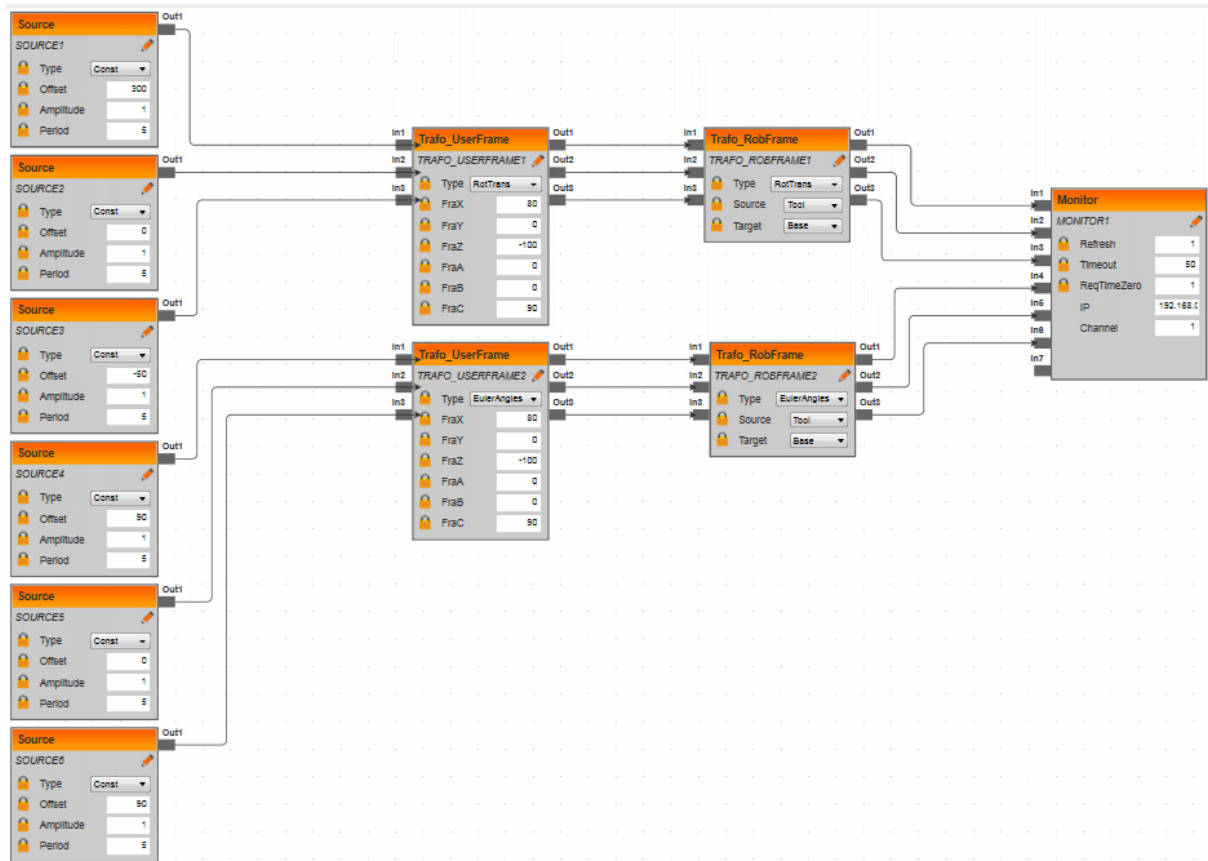 Source
Out1
SOURCE1
Type Const
Offset 300
Amplitude 1
Period 5
Source
Out1
SOURCE2
Type Const
Offset 0
Amplitude 1
Period 5
Source
Out1
SOURCE3
Type Const
Offset -50
Amplitude 1
Period 5
Source
Out1
SOURCE4
Type Const
Offset 90
Amplitude 1
Period 5
Source
Out1
SOURCE5
Type Const
Offset 0
Amplitude 1
Period 5
Source
Out1
SOURCE6
Type Const
Offset 90
Amplitude 1
Period 5
In1 Trafo_UserFrame Out1
In2 TRAFO_USERFRAME1 Out2
In3 Type RotTrans Out3
FraX 80
FraY 0
FraZ -100
FraA 0
FraB 0
FraC 90
In1 Trafo_UserFrame Out1
In2 TRAFO_USERFRAME2 Out2
In3 Type EulerAngles Out3
FraX 80
FraY 0
FraZ -100
FraA 0
FraB 0
FraC 90
In1 Trafo_RobFrame Out1
In2 TRAFO_ROBFRAME1 Out2
In3 Type RotTrans Out3
Source Tool
Target Base
In1 Trafo_RobFrame Out1
In2 TRAFO_ROBFRAME2 Out2
In3 Type EulerAngles Out3
Source Tool
Target Base
In1 Monitor
In2 MONITOR1
In3 Refresh 1
In4 Timeout 50
In5 ReqTimeZero 1
In6 IP 192.168.0
In7 Channel 1